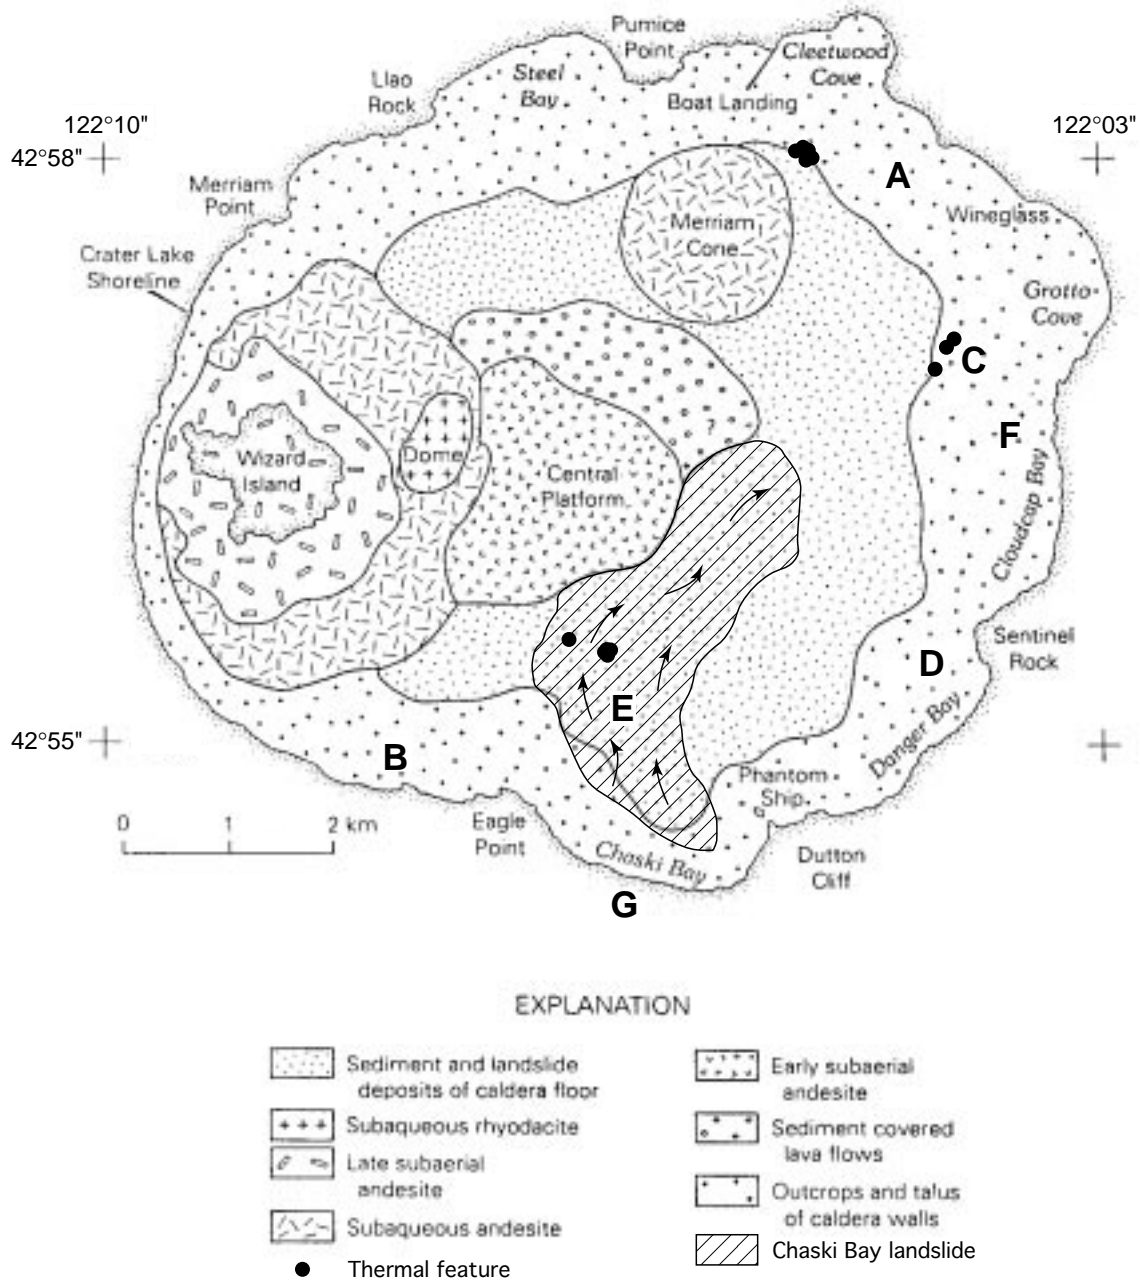 Pumice
Point
Cleetwood
Cove
Steel
Bay
Llao
Rock
Boat Landing
122°10"
122°03"
42°58"
A
Merriam
Point
Wineglass
Merriam
Cone
Crater Lake
Shoreline
Grotto
Cove
C
F
?
Wizard
Island
Dome
Central
Platform
Cloudcap Bay
Sentinel
Rock
D
E
42°55"
B
Danger Bay
Phantom
Ship
0 1 2 km
Eagle
Point
Chaski Bay
Dutton
Cliff
G
EXPLANATION
Sediment and landslide
deposits of caldera floor
Subaqueous rhyodacite
Late subaerial
andesite
Subaqueous andesite
Thermal feature
Early subaerial
andesite
Sediment covered
lava flows
Outcrops and talus
of caldera walls
Chaski Bay landslide